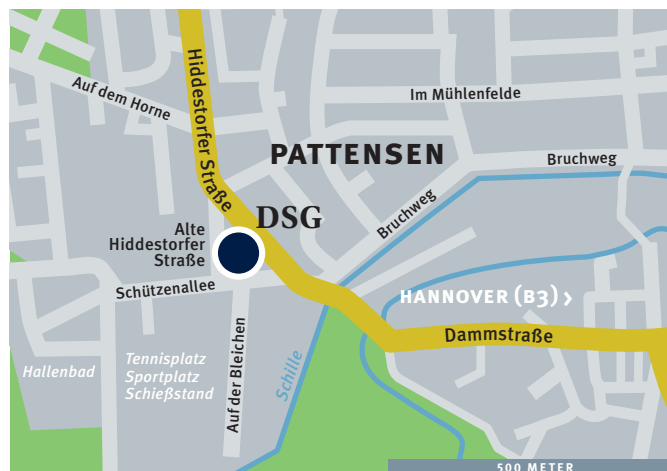 Auf dem Horne
Hiddestorfer Straße
Im Mühlenfelde
PATTENSEN
Bruchweg
Bruchweg
DSG
Alte
Hiddestorfer
Straße
Schützenallee
HANNOVER (B3) >
Dammstraße
Hallenbad
Tennisplatz
Sportplatz
Schießstand
Auf der Bleichen
Schille
500 METER